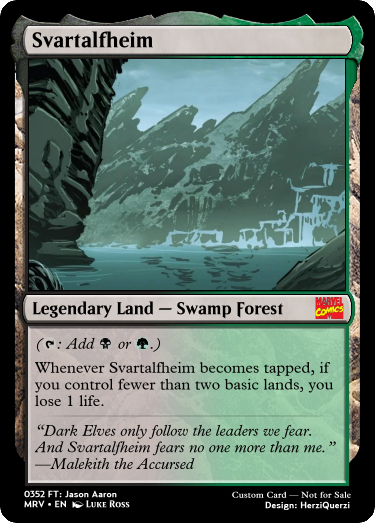 Svartalfheim
Legendary Land — Swamp Forest
MARVEL
COMICS
(: Add or .)
Whenever Svartalfheim becomes tapped, if
you control fewer than two basic lands, you
lose 1 life.
“Dark Elves only follow the leaders we fear.
And Svartalfheim fears no one more than me.”
—Malekith the Accursed
0352 FT: Jason Aaron
MRV • EN Luke Ross
Custom Card — Not for Sale
Design: HerziQuerzi